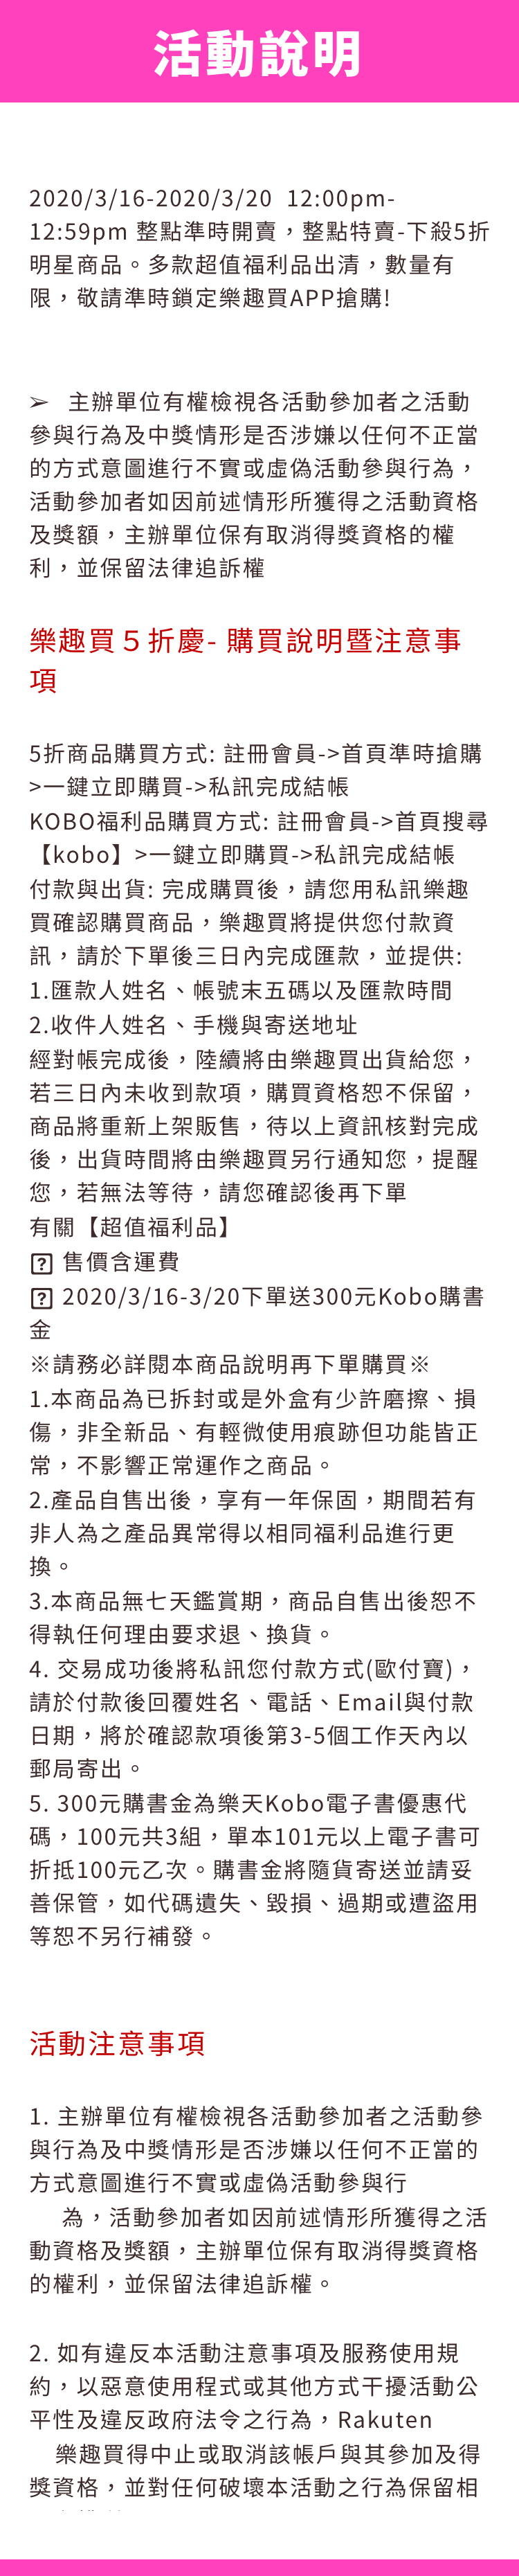 活動說明
2020/3/16-2020/3/20  12:00pm-
12:59pm 整點準時開賣，整點特賣-下殺5折
明星商品。多款超值福利品出清，數量有
限，敬請準時鎖定樂趣買APP搶購!
➢  主辦單位有權檢視各活動參加者之活動
參與行為及中獎情形是否涉嫌以任何不正當
的方式意圖進行不實或虛偽活動參與行為，
活動參加者如因前述情形所獲得之活動資格
及獎額，主辦單位保有取消得獎資格的權
利，並保留法律追訴權
樂趣買５折慶- 購買說明暨注意事
項
5折商品購買方式: 註冊會員->首頁準時搶購
>一鍵立即購買->私訊完成結帳
KOBO福利品購買方式: 註冊會員->首頁搜尋
【kobo】>一鍵立即購買->私訊完成結帳
付款與出貨: 完成購買後，請您用私訊樂趣
買確認購買商品，樂趣買將提供您付款資
訊，請於下單後三日內完成匯款，並提供:
1.匯款人姓名、帳號末五碼以及匯款時間
2.收件人姓名、手機與寄送地址
經對帳完成後，陸續將由樂趣買出貨給您，
若三日內未收到款項，購買資格恕不保留，
商品將重新上架販售，待以上資訊核對完成
後，出貨時間將由樂趣買另行通知您，提醒
您，若無法等待，請您確認後再下單
有關【超值福利品】
⍰ 售價含運費
⍰ 2020/3/16-3/20下單送300元Kobo購書
金
※請務必詳閱本商品說明再下單購買※
1.本商品為已拆封或是外盒有少許磨擦、損
傷，非全新品、有輕微使用痕跡但功能皆正
常，不影響正常運作之商品。
2.產品自售出後，享有一年保固，期間若有
非人為之產品異常得以相同福利品進行更
換。
3.本商品無七天鑑賞期，商品自售出後恕不
得執任何理由要求退、換貨。
4. 交易成功後將私訊您付款方式(歐付寶)，
請於付款後回覆姓名、電話、Email與付款
日期，將於確認款項後第3-5個工作天內以
郵局寄出。
5. 300元購書金為樂天Kobo電子書優惠代
碼，100元共3組，單本101元以上電子書可
折抵100元乙次。購書金將隨貨寄送並請妥
善保管，如代碼遺失、毀損、過期或遭盜用
等恕不另行補發。
活動注意事項
1. 主辦單位有權檢視各活動參加者之活動參
與行為及中獎情形是否涉嫌以任何不正當的
方式意圖進行不實或虛偽活動參與行
為，活動參加者如因前述情形所獲得之活
動資格及獎額，主辦單位保有取消得獎資格
的權利，並保留法律追訴權。
2. 如有違反本活動注意事項及服務使用規
約，以惡意使用程式或其他方式干擾活動公
平性及違反政府法令之行為，Rakuten
樂趣買得中止或取消該帳戶與其參加及得
獎資格，並對任何破壞本活動之行為保留相